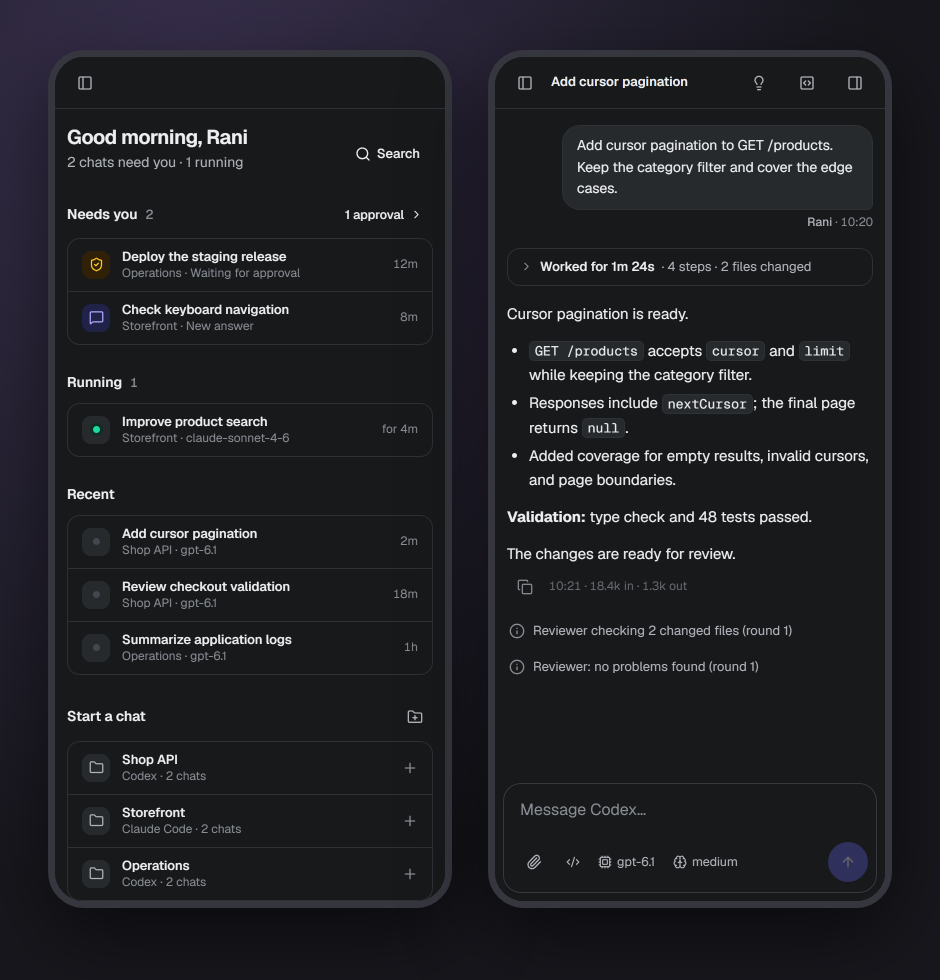 Good morning, Rani
2 chats need you · 1 running
Search
Needs you 2
1 approval
Deploy the staging release
Operations · Waiting for approval
12m
Check keyboard navigation
Storefront · New answer
8m
Running 1
Improve product search
Storefront · claude-sonnet-4-6
for 4m
Recent
Add cursor pagination
Shop API · gpt-6.1
2m
Review checkout validation
Shop API · gpt-6.1
18m
Summarize application logs
Operations · gpt-6.1
1h
Start a chat
Shop API
Codex · 2 chats
Storefront
Claude Code · 2 chats
Operations
Codex · 2 chats
Add cursor pagination
Add cursor pagination to GET /products.
Keep the category filter and cover the edge
cases.
Rani · 10:20
Worked for 1m 24s · 4 steps · 2 files changed
Cursor pagination is ready.
• GET /products accepts cursor and limit
while keeping the category filter.
• Responses include nextCursor; the final page
returns null.
• Added coverage for empty results, invalid cursors,
and page boundaries.
Validation: type check and 48 tests passed.
The changes are ready for review.
10:21 · 18.4k in · 1.3k out
Reviewer checking 2 changed files (round 1)
Reviewer: no problems found (round 1)
Message Codex...
gpt-6.1
medium